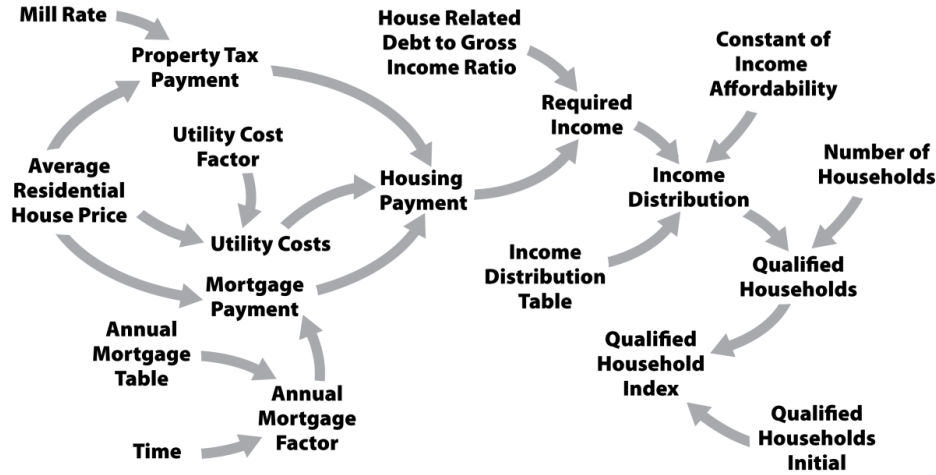 Mill Rate
Property Tax
Payment
House Related
Debt to Gross
Income Ratio
Constant of
Income
Affordability
Required
Income
Utility Cost
Factor
Average
Residential
House Price
Housing
Payment
Income
Distribution
Number of
Households
Utility Costs
Mortgage
Payment
Income
Distribution
Table
Qualified
Households
Annual
Mortgage
Table
Qualified
Household
Index
Annual
Mortgage
Factor
Time
Qualified
Households
Initial